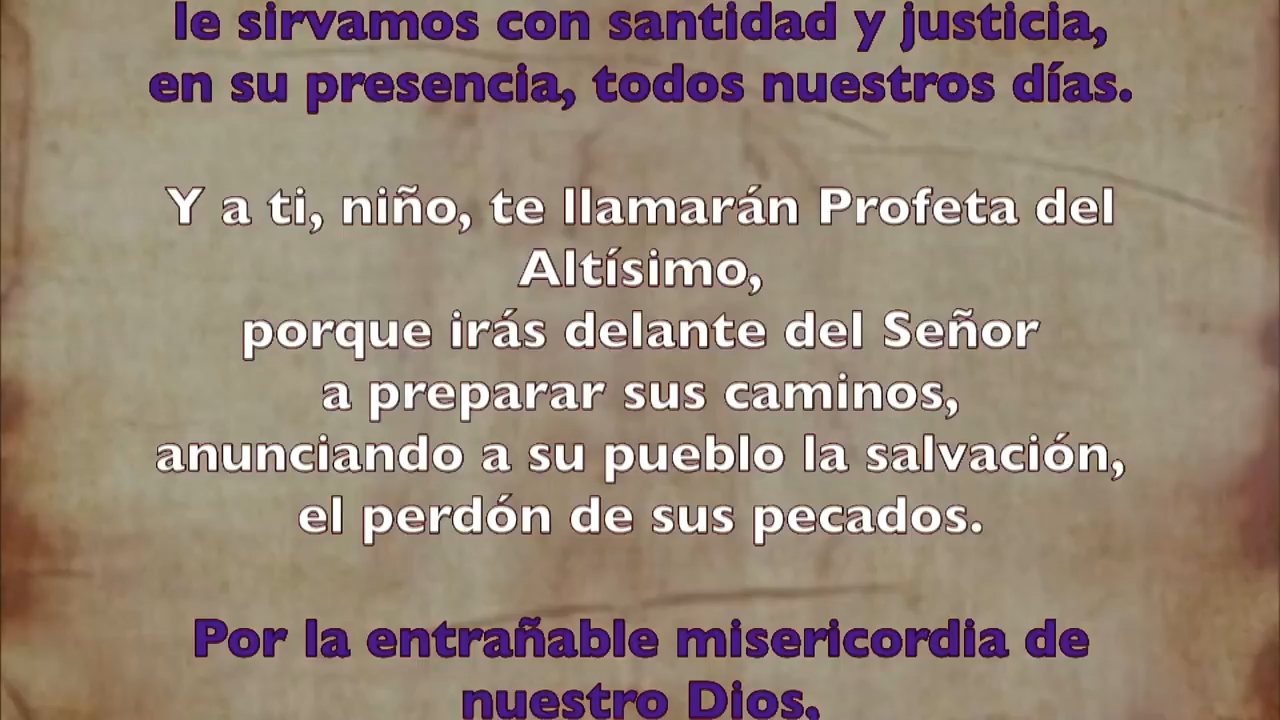 le sirvamos con santidad y justicia,
en su presencia, todos nuestros días.
Y a ti, niño, te llamarán Profeta del
Altísimo,
porque irás delante del Señor
a preparar sus caminos,
anunciando a su pueblo la salvación,
el perdón de sus pecados.
Por la entrañable misericordia de
nuestro Dios,